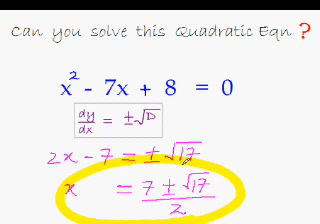 Can you solve this Quadratic Eqn ?
x² - 7x + 8 = 0
dy/dx = ±√D
2x - 7 = ±√17
x = 7 ± √17 / 2